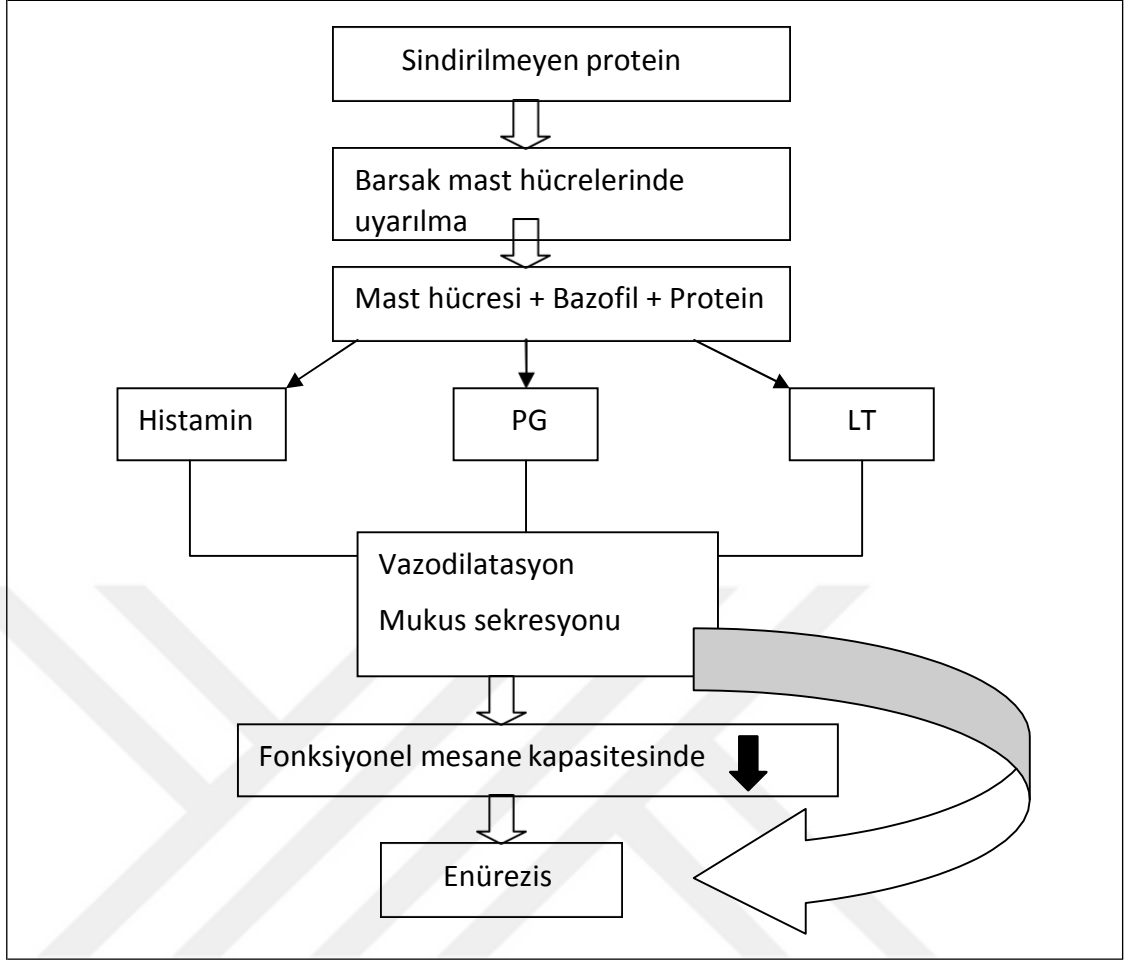 Sindirilmeyen protein
Barsak mast hücrelerinde
uyarılma
Mast hücresi + Bazofil + Protein
Histamin
PG
LT
Vazodilatasyon
Mukus sekresyonu
Fonksiyonel mesane kapasitesinde
Enürezis